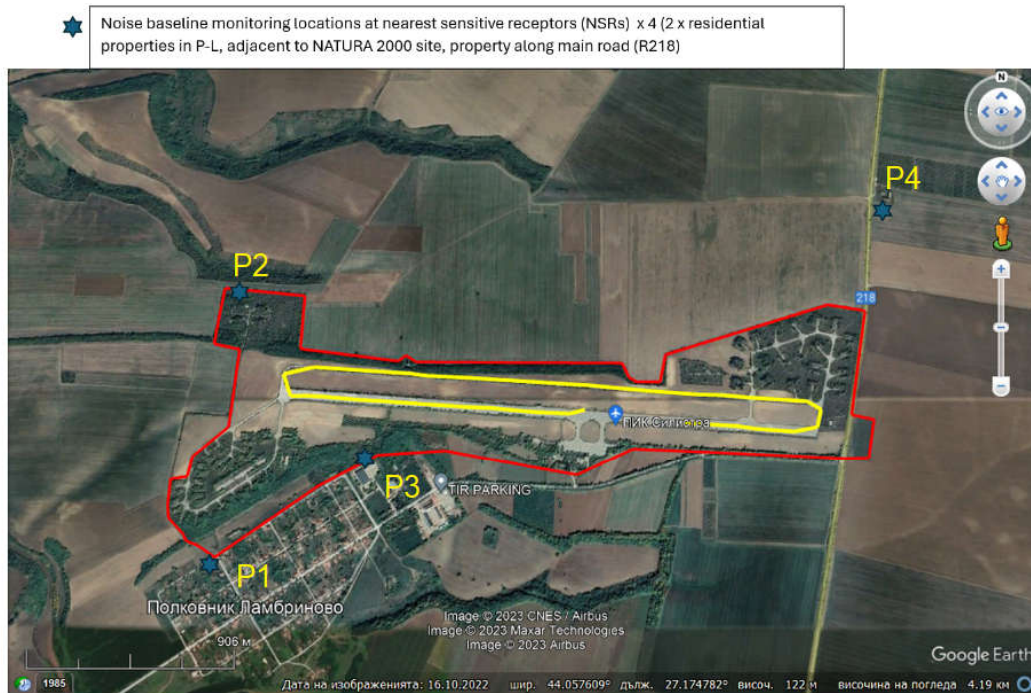 Noise baseline monitoring locations at nearest sensitive receptors (NSRs) x 4 (2 x residential
properties in P-L, adjacent to NATURA 2000 site, property along main road (R218)
N
P4
P2
218
ПИК Силистра
P3
TIR PARKING
P1
Полковник Ламбриново
Image © 2023 CNES / Airbus
Image © 2023 Maxar Technologies
Image © 2023 Airbus
906 м
Google Earth
1985
Дата на изображенията: 16.10.2022 шир. 44.057609° дълж. 27.174782° височ. 122 м височина на погледа 4.19 км